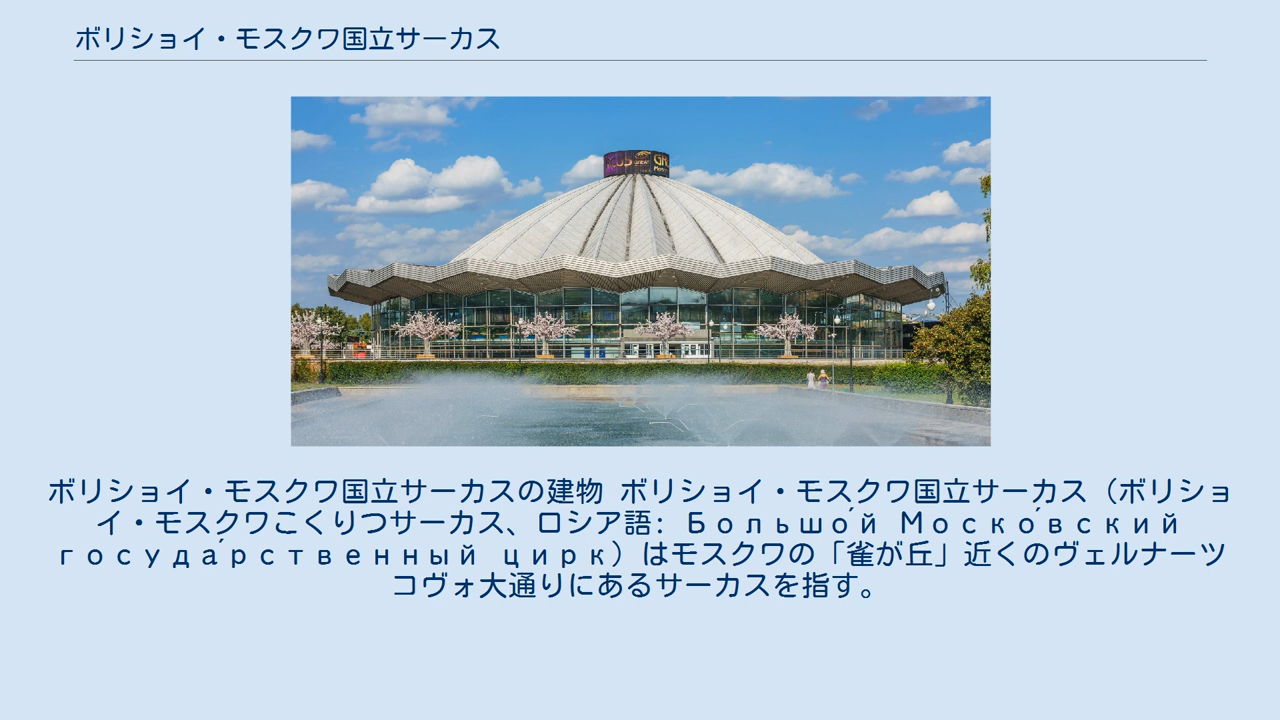 ボリショイ・モスクワ国立サーカス
ボリショイ・モスクワ国立サーカスの建物 ボリショイ・モスクワ国立サーカス（ボリショ
イ・モスクワこくりつサーカス、ロシア語: Большо́й Моско́вский
госуда́рственный цирк）はモスクワの「雀が丘」近くのヴェルナーツ
コヴォ大通りにあるサーカスを指す。